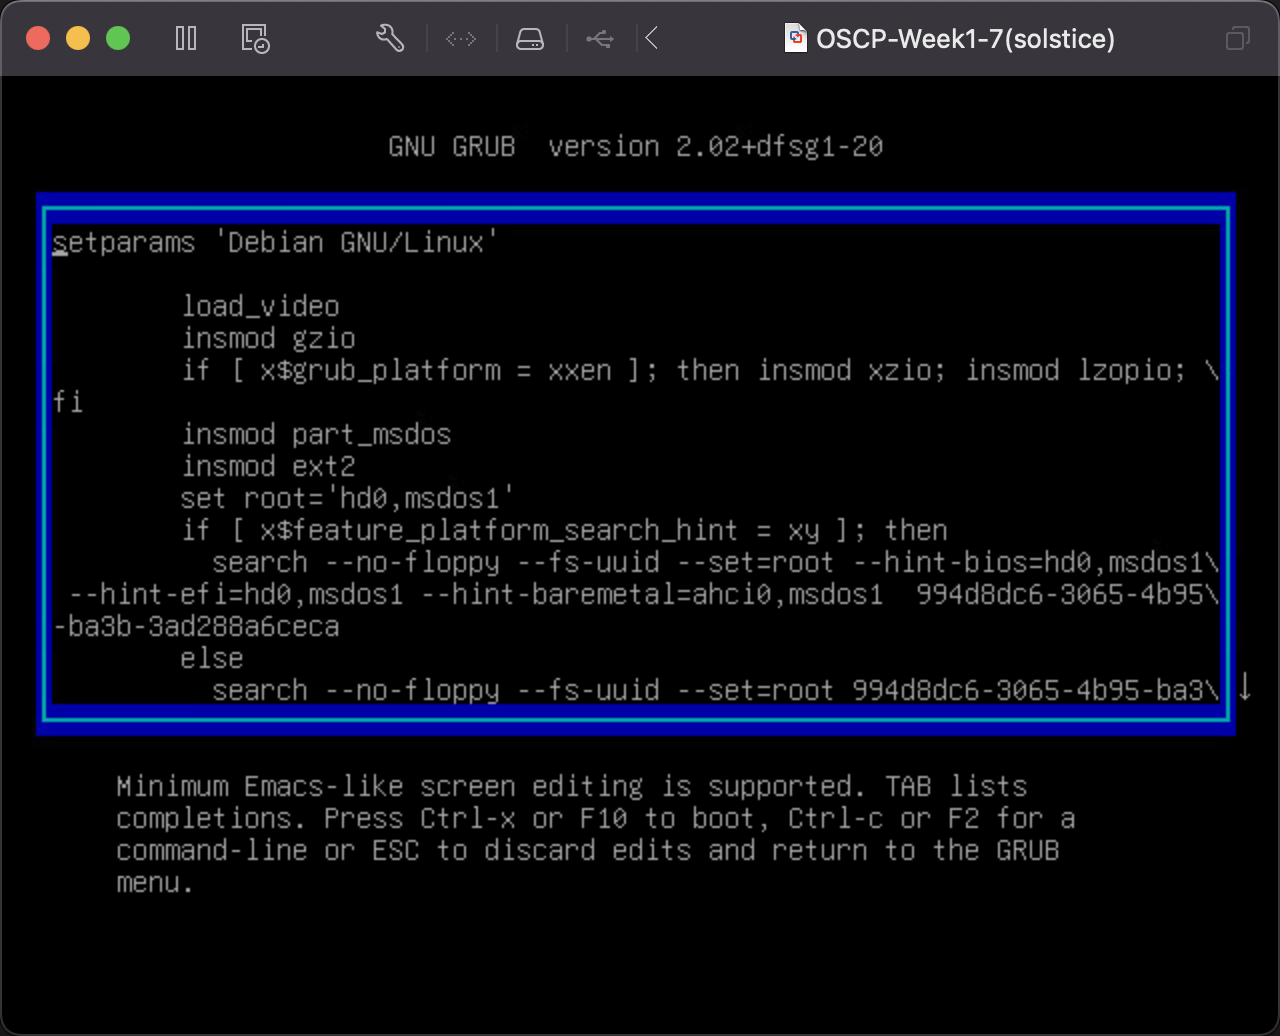 OSCP-Week1-7(solstice)
GNU GRUB  version 2.02+dfsg1-20
setparams 'Debian GNU/Linux'
load_video
insmod gzio
if [ x$grub_platform = xxen ]; then insmod xzio; insmod lzopio; \
fi
insmod part_msdos
insmod ext2
set root='hd0,msdos1'
if [ x$feature_platform_search_hint = xy ]; then
search --no-floppy --fs-uuid --set=root --hint-bios=hd0,msdos1\
--hint-efi=hd0,msdos1 --hint-baremetal=ahci0,msdos1  994d8dc6-3065-4b95\
-ba3b-3ad288a6ceca
else
search --no-floppy --fs-uuid --set=root 994d8dc6-3065-4b95-ba3\ ↓
Minimum Emacs-like screen editing is supported. TAB lists
completions. Press Ctrl-x or F10 to boot, Ctrl-c or F2 for a
command-line or ESC to discard edits and return to the GRUB
menu.